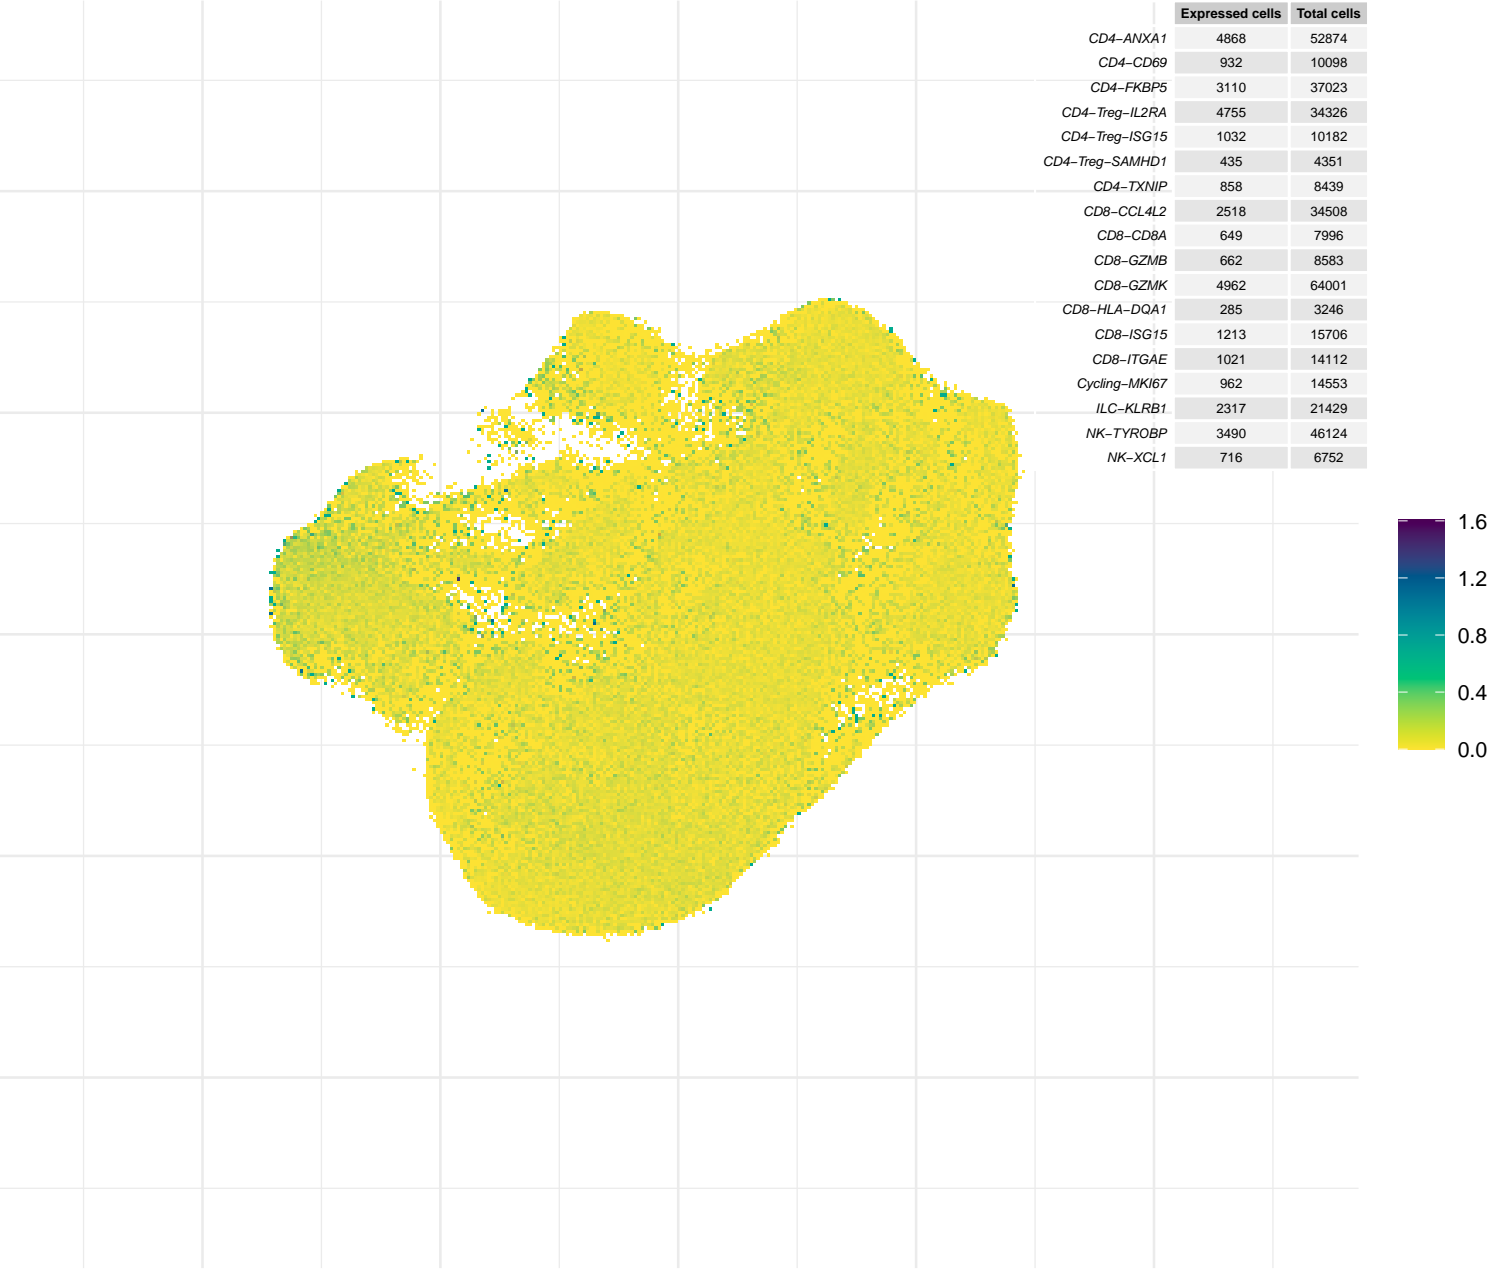 Expressed cells Total cells
CD4−ANXA1 4868 52874
CD4−CD69 932 10098
CD4−FKBP5 3110 37023
CD4−Treg−IL2RA 4755 34326
CD4−Treg−ISG15 1032 10182
CD4−Treg−SAMHD1 435 4351
CD4−TXNIP 858 8439
CD8−CCL4L2 2518 34508
CD8−CD8A 649 7996
CD8−GZMB 662 8583
CD8−GZMK 4962 64001
CD8−HLA−DQA1 285 3246
CD8−ISG15 1213 15706
CD8−ITGAE 1021 14112
Cycling−MKI67 962 14553
ILC−KLRB1 2317 21429
NK−TYROBP 3490 46124
NK−XCL1 716 6752
1.6
1.2
0.8
0.4
0.0